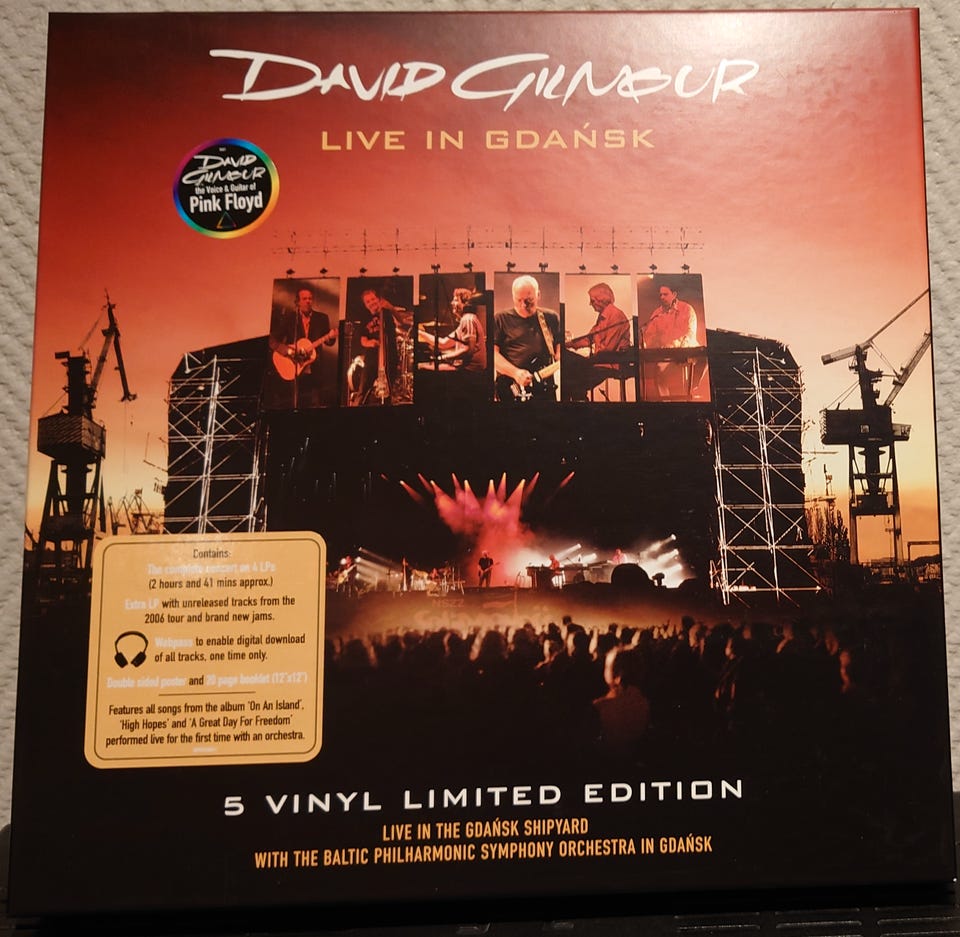 DAVID GILMOUR
LIVE IN GDAŃSK
DAVID
GILMOUR
the Voice & Guitar of
Pink Floyd
Contains:
The complete concert on 4 LPs
(2 hours and 41 mins approx.)
Extra LP with unreleased tracks from the
2006 tour and brand new jams.
Webpass to enable digital download
of all tracks, one time only.
Double sided poster and 20 page booklet (12"x12")
Features all songs from the album 'On An Island',
'High Hopes' and 'A Great Day For Freedom'
performed live for the first time with an orchestra.
NSZZ
5 VINYL LIMITED EDITION
LIVE IN THE GDAŃSK SHIPYARD
WITH THE BALTIC PHILHARMONIC SYMPHONY ORCHESTRA IN GDAŃSK